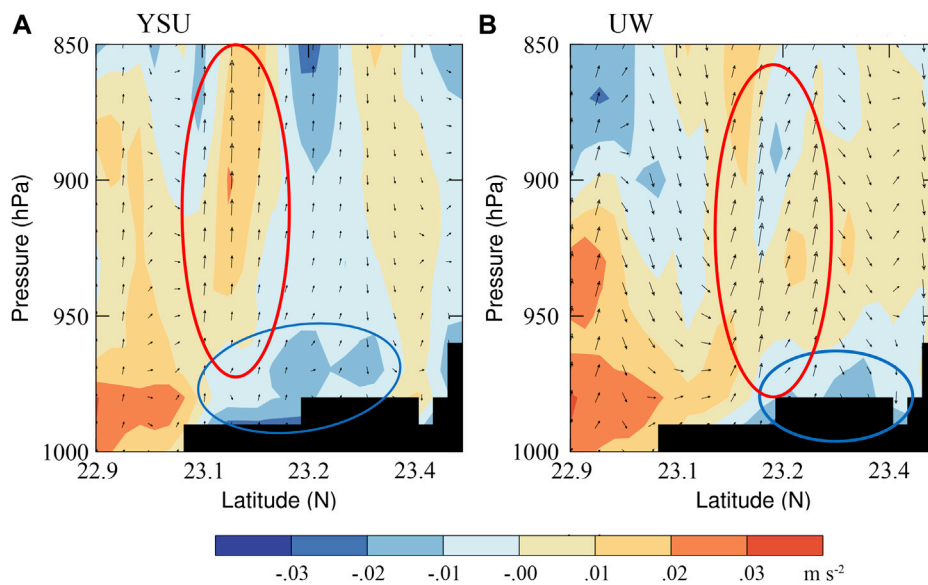 A YSU
B UW
850
900
950
1000
Pressure (hPa)
22.9 23.1 23.2 23.4
Latitude (N)
850
900
950
1000
Pressure (hPa)
22.9 23.1 23.2 23.4
Latitude (N)
-.03 -.02 -.01 -.00 .01 .02 .03 m s-2